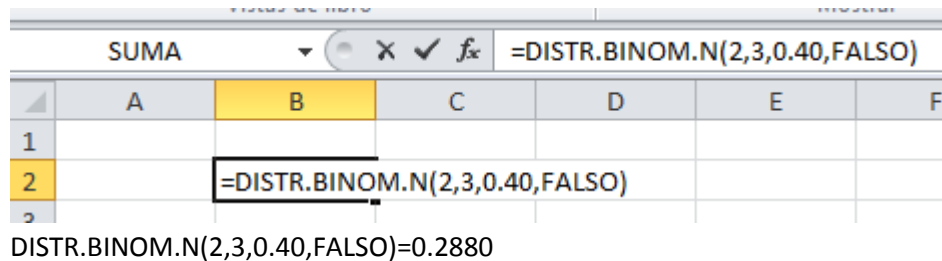 SUMA fx =DISTR.BINOM.N(2,3,0.40,FALSO)
A B C D E F
1
2 =DISTR.BINOM.N(2,3,0.40,FALSO)
DISTR.BINOM.N(2,3,0.40,FALSO)=0.2880